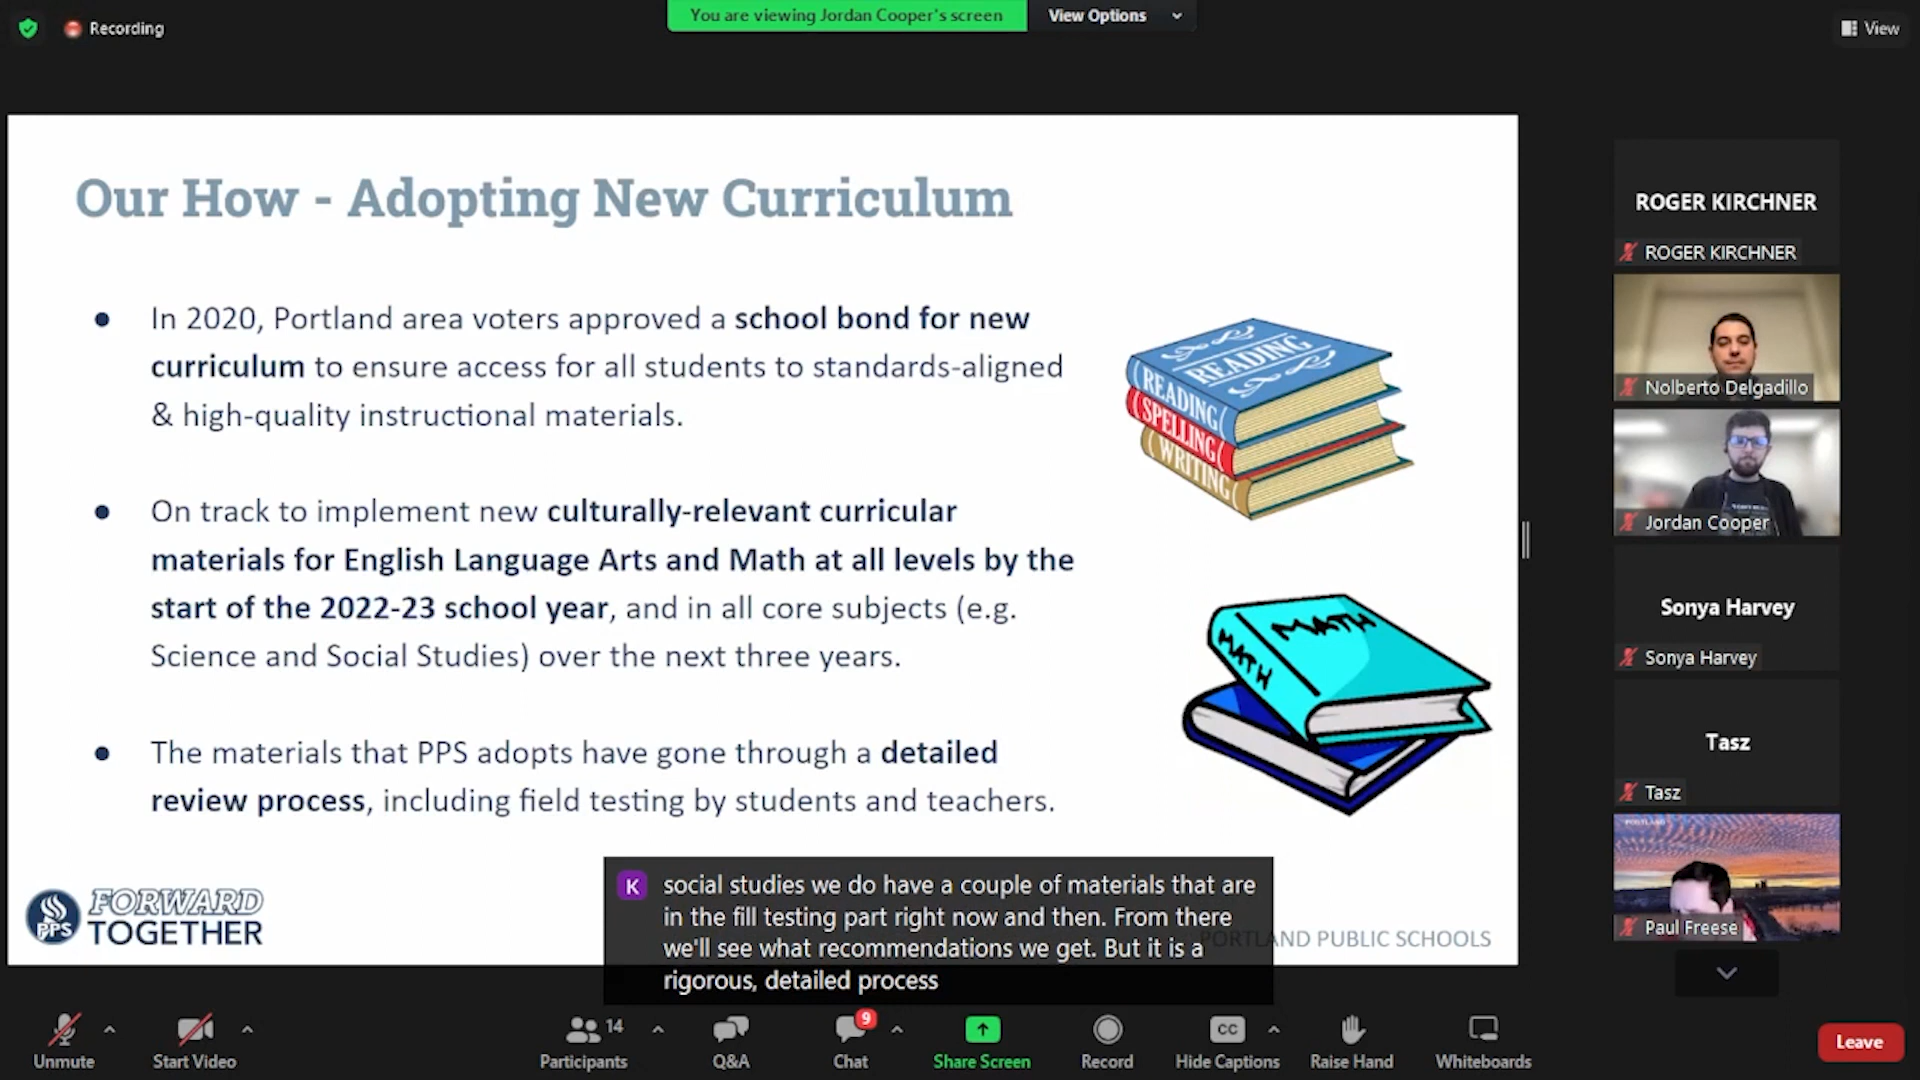 Recording
You are viewing Jordan Cooper's screen
View Options
View
Our How - Adopting New Curriculum
In 2020, Portland area voters approved a school bond for new
curriculum to ensure access for all students to standards-aligned
& high-quality instructional materials.
On track to implement new culturally-relevant curricular
materials for English Language Arts and Math at all levels by the
start of the 2022-23 school year, and in all core subjects (e.g.
Science and Social Studies) over the next three years.
The materials that PPS adopts have gone through a detailed
review process, including field testing by students and teachers.
READING
READING
SPELLING
WRITING
MATH
MATH
PPS
FORWARD
TOGETHER
PORTLAND PUBLIC SCHOOLS
K
social studies we do have a couple of materials that are
in the fill testing part right now and then. From there
we'll see what recommendations we get. But it is a
rigorous, detailed process
ROGER KIRCHNER
ROGER KIRCHNER
Nolberto Delgadillo
Jordan Cooper
Sonya Harvey
Sonya Harvey
Tasz
Tasz
PORTLAND
Paul Freese
Unmute
Start Video
14
Participants
Q&A
9
Chat
Share Screen
Record
CC
Hide Captions
Raise Hand
Whiteboards
Leave